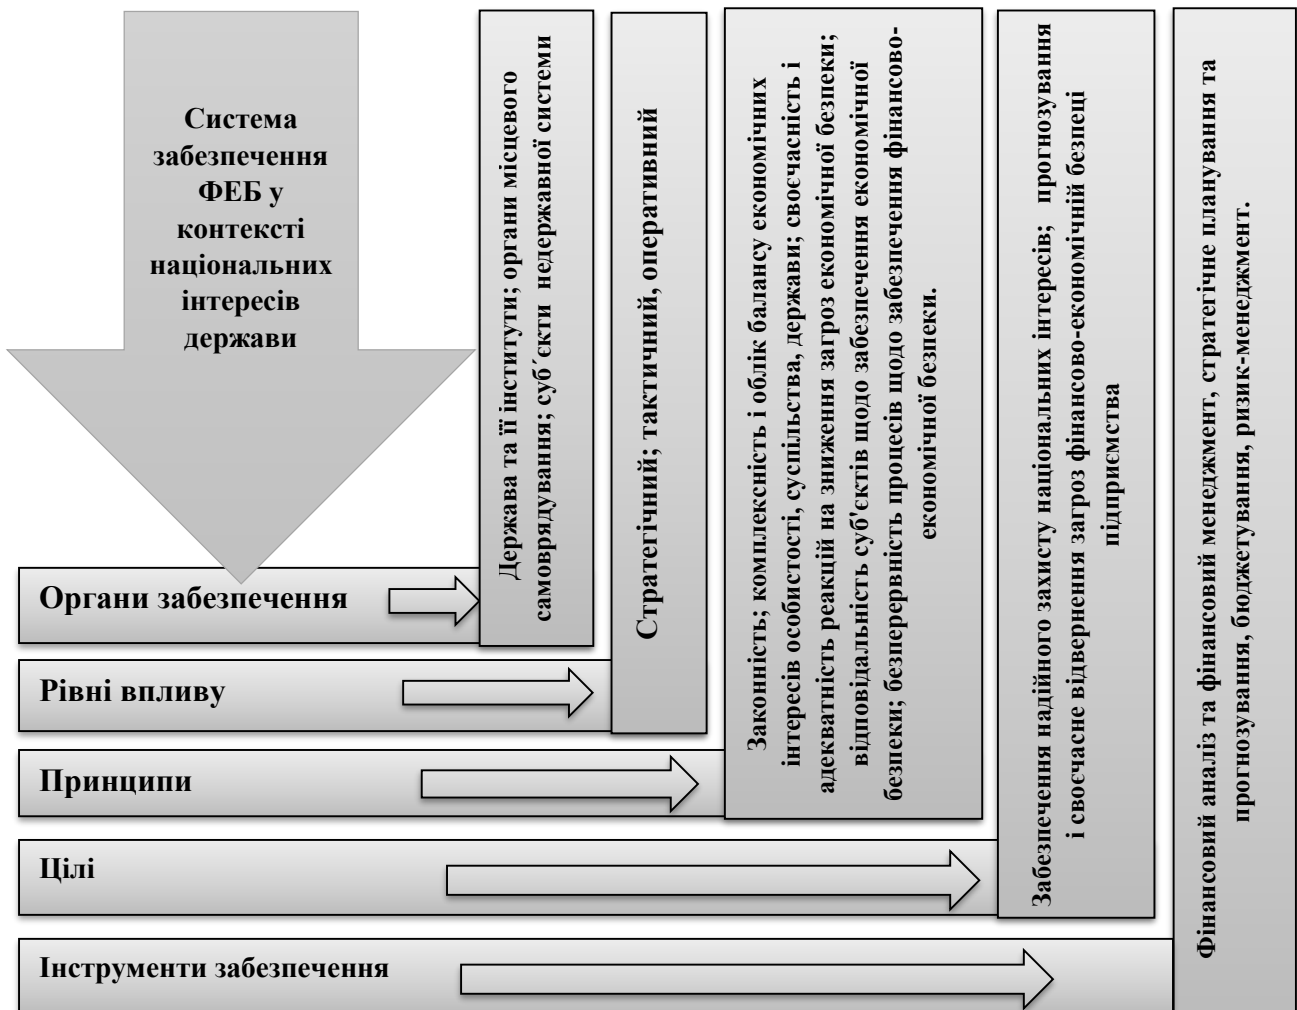 Система
забезпечення
ФЕБ у
контексті
національних
інтересів
держави
Органи забезпечення
Держава та її інститути; органи місцевого
самоврядування; суб´єкти недержавної системи
Рівні впливу
Стратегічний; тактичний, оперативний
Принципи
Законність; комплексність і облік балансу економічних
інтересів особистості, суспільства, держави; своєчасність і
адекватність реакцій на зниження загроз економічної безпеки;
відповідальність суб'єктів щодо забезпечення економічної
безпеки; безперервність процесів щодо забезпечення фінансово-
економічної безпеки.
Цілі
Забезпечення надійного захисту національних інтересів; прогнозування
і своєчасне відвернення загроз фінансово-економічній безпеці
підприємства
Інструменти забезпечення
Фінансовий аналіз та фінансовий менеджмент, стратегічне планування та
прогнозування, бюджетування, ризик-менеджмент.